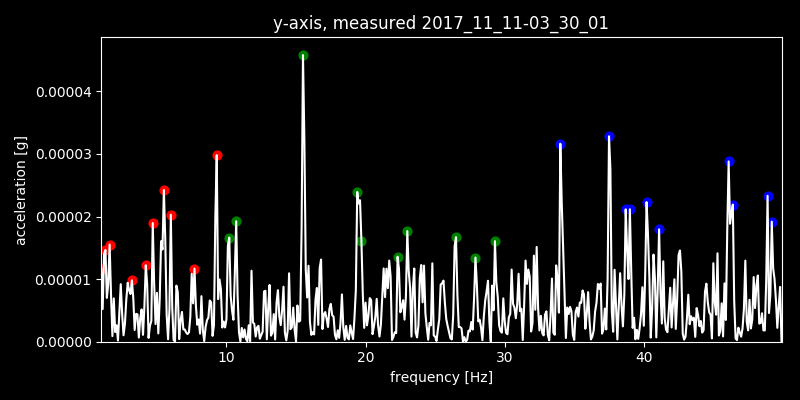 y-axis, measured 2017_11_11-03_30_01
acceleration [g]
0.00004
0.00003
0.00002
0.00001
0.00000
10 20 30 40
frequency [Hz]